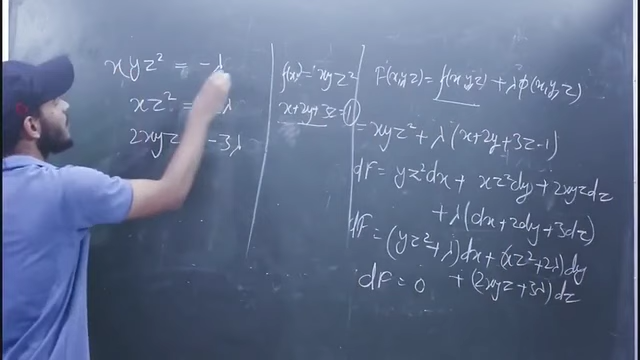 xyz² = -λ
xz² = λ
2xyz -3λ
f(x) = xyz²
x+2y+3z=1
F(x,y,z) = f(x,y,z) + λφ(x,y,z)
= xyz² + λ(x+2y+3z-1)
dF = yz²dx + xz²dy + 2xyzdz
+ λ(dx+2dy+3dz)
dF = (yz²+λ)dx + (xz²+2λ)dy
+ (2xyz+3λ)dz
dF = 0